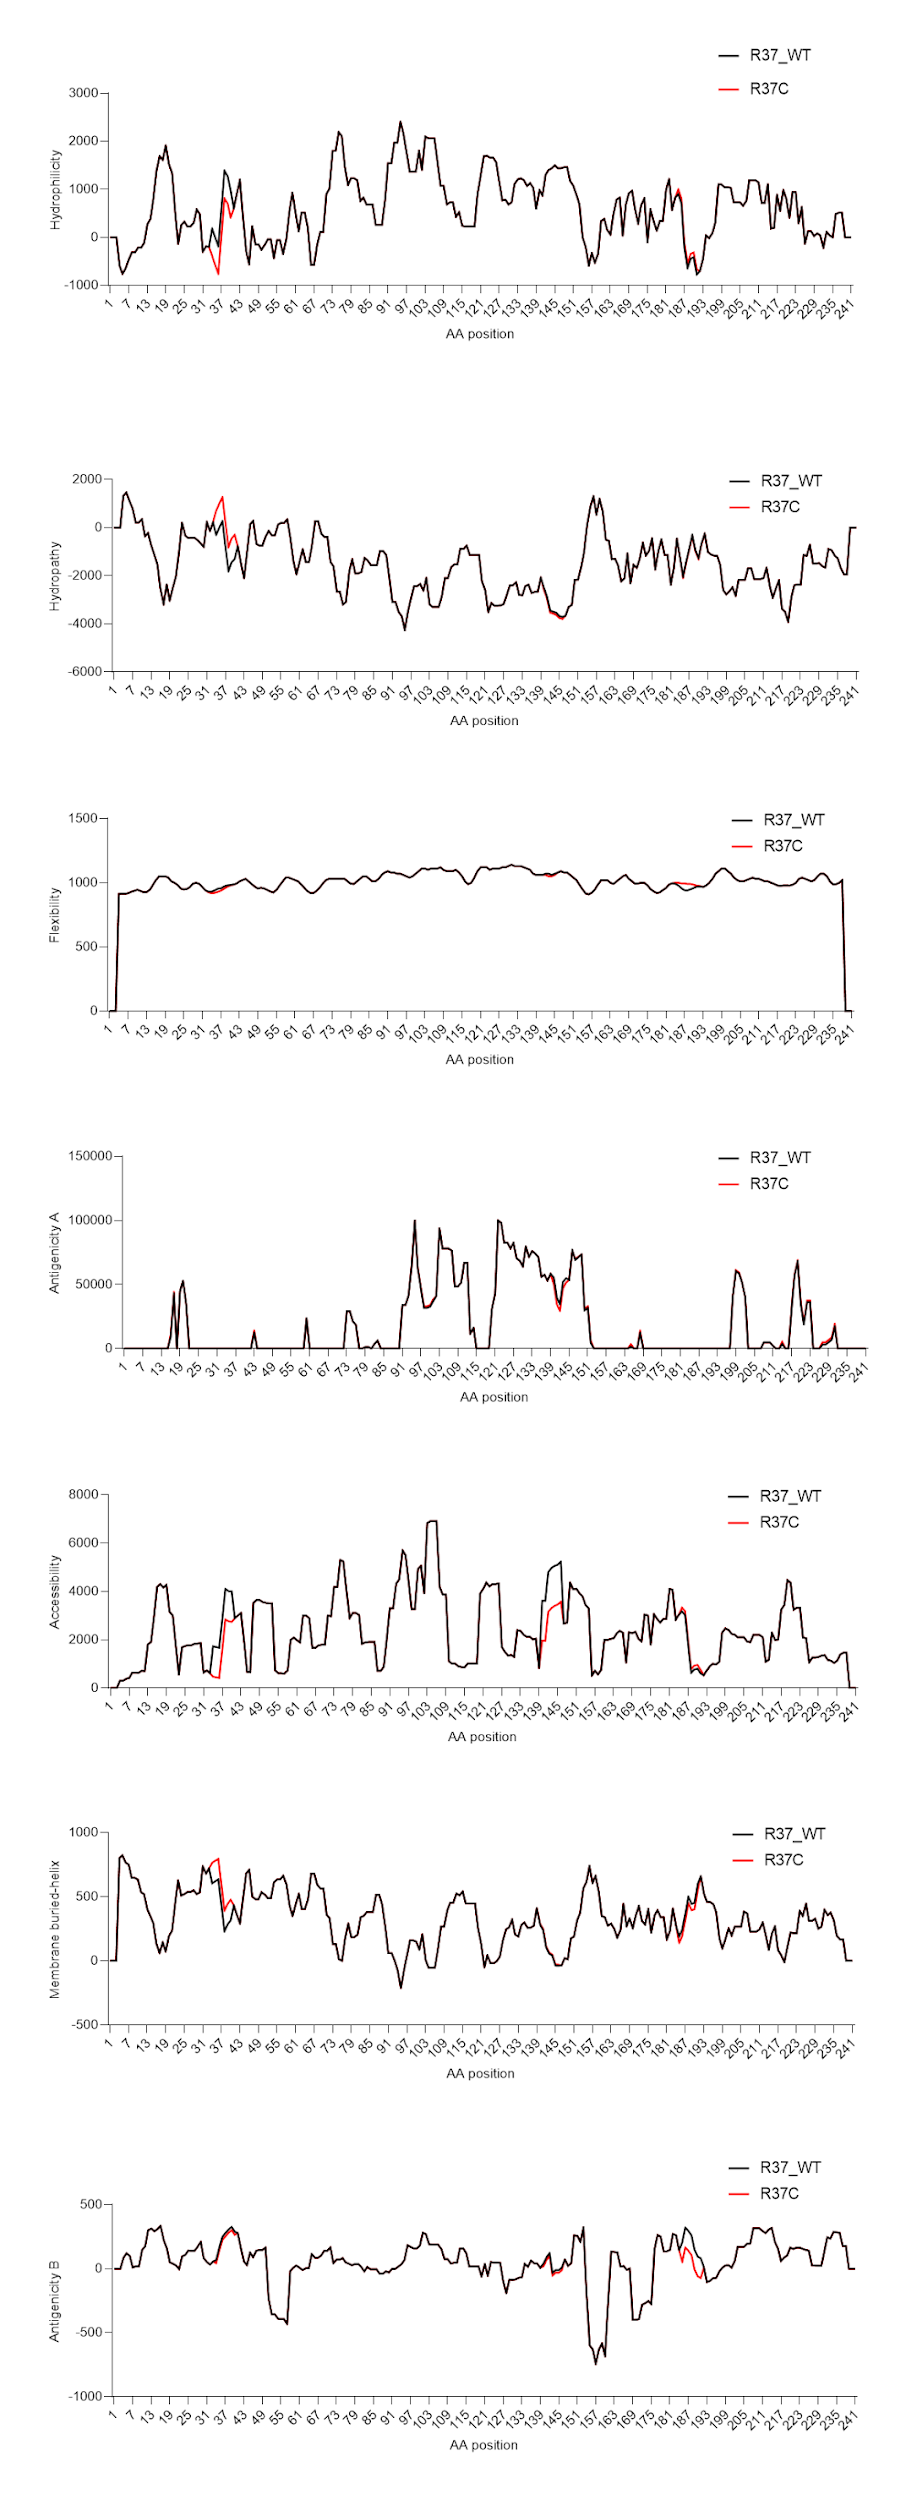 R37_WT
R37C
3000
2000
1000
0
-1000
Hydrophilicity
1 7 13 19 25 31 37 43 49 55 61 67 73 79 85 91 97 103 109 115 121 127 133 139 145 151 157 163 169 175 181 187 193 199 205 211 217 223 229 235 241
AA position
R37_WT
R37C
2000
0
-2000
-4000
-6000
Hydropathy
1 7 13 19 25 31 37 43 49 55 61 67 73 79 85 91 97 103 109 115 121 127 133 139 145 151 157 163 169 175 181 187 193 199 205 211 217 223 229 235 241
AA position
R37_WT
R37C
1500
1000
500
0
Flexibility
1 7 13 19 25 31 37 43 49 55 61 67 73 79 85 91 97 103 109 115 121 127 133 139 145 151 157 163 169 175 181 187 193 199 205 211 217 223 229 235 241
AA position
R37_WT
R37C
150000
100000
50000
0
Antigenicity A
1 7 13 19 25 31 37 43 49 55 61 67 73 79 85 91 97 103 109 115 121 127 133 139 145 151 157 163 169 175 181 187 193 199 205 211 217 223 229 235 241
AA position
R37_WT
R37C
8000
6000
4000
2000
0
Accessibility
1 7 13 19 25 31 37 43 49 55 61 67 73 79 85 91 97 103 109 115 121 127 133 139 145 151 157 163 169 175 181 187 193 199 205 211 217 223 229 235 241
AA position
R37_WT
R37C
1000
500
0
-500
Membrane buried-helix
1 7 13 19 25 31 37 43 49 55 61 67 73 79 85 91 97 103 109 115 121 127 133 139 145 151 157 163 169 175 181 187 193 199 205 211 217 223 229 235 241
AA position
R37_WT
R37C
500
0
-500
-1000
Antigenicity B
1 7 13 19 25 31 37 43 49 55 61 67 73 79 85 91 97 103 109 115 121 127 133 139 145 151 157 163 169 175 181 187 193 199 205 211 217 223 229 235 241
AA position